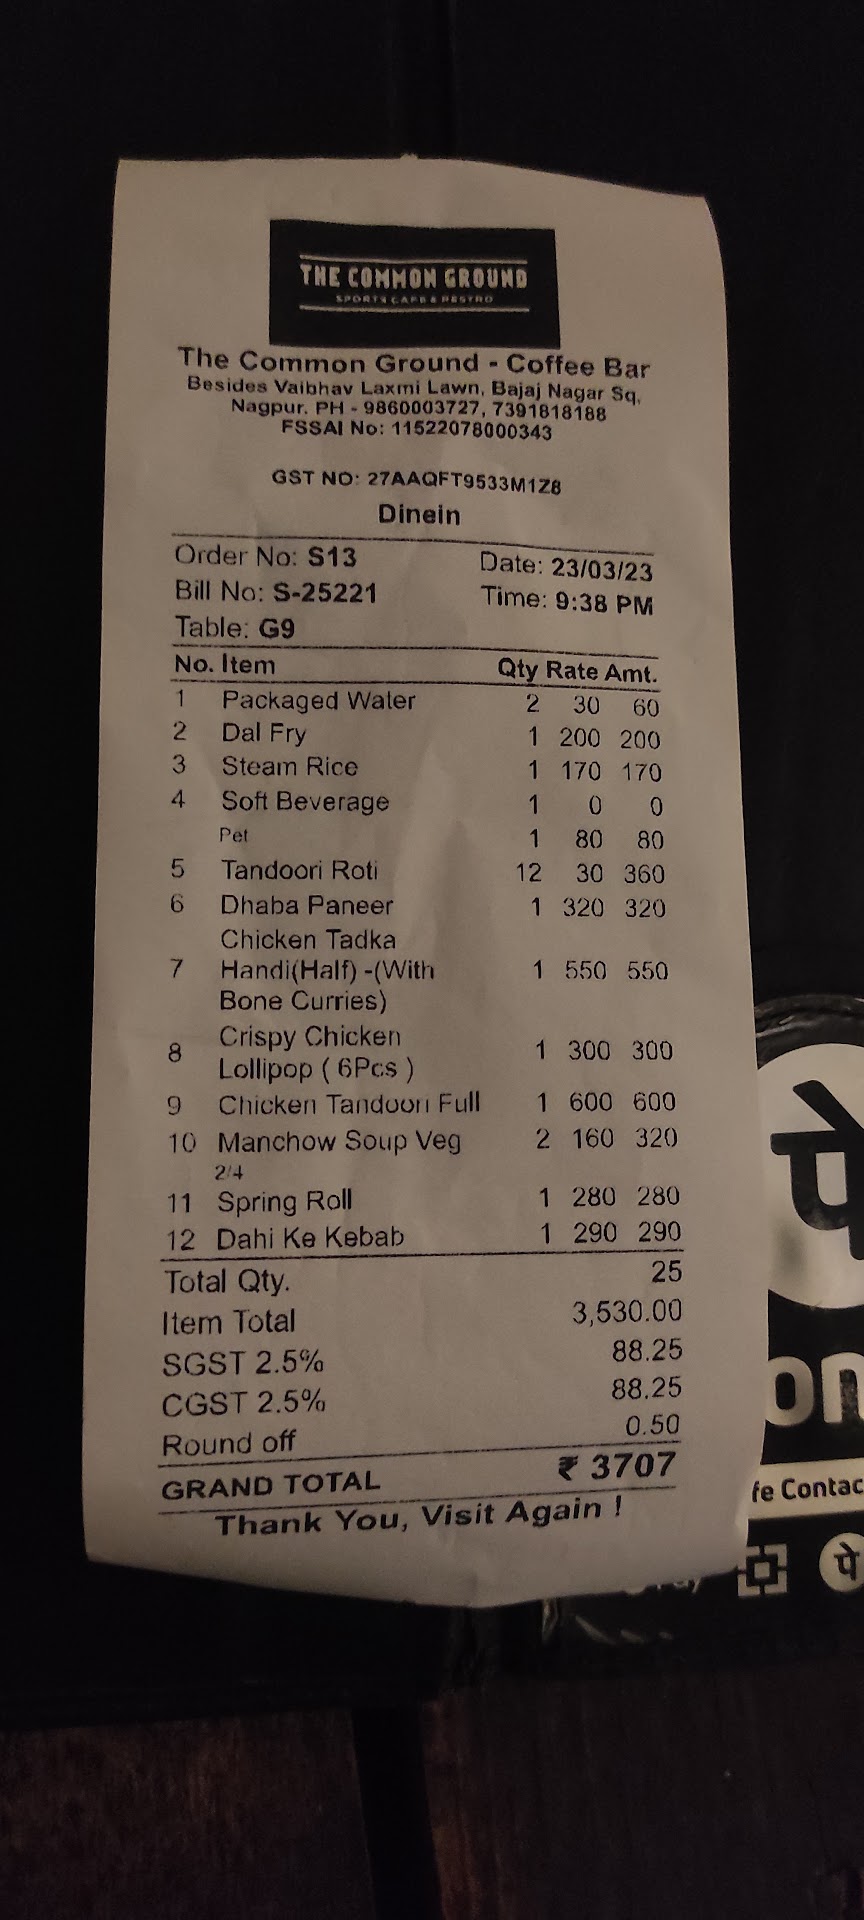 THE COMMON GROUND
SPORTS CAFE & RESTRO
The Common Ground - Coffee Bar
Besides Vaibhav Laxmi Lawn, Bajaj Nagar Sq,
Nagpur. PH - 9860003727, 7391818188
FSSAI No: 11522078000343
GST NO: 27AAQFT9533M1Z8
Dinein
Order No: S13 Date: 23/03/23
Bill No: S-25221 Time: 9:38 PM
Table: G9
No. Item Qty Rate Amt.
1 Packaged Water 2 30 60
2 Dal Fry 1 200 200
3 Steam Rice 1 170 170
4 Soft Beverage 1 0 0
Pet 1 80 80
5 Tandoori Roti 12 30 360
6 Dhaba Paneer 1 320 320
Chicken Tadka
7 Handi(Half) -(With 1 550 550
Bone Curries)
8 Crispy Chicken 1 300 300
Lollipop ( 6Pcs )
9 Chicken Tandoori Full 1 600 600
10 Manchow Soup Veg 2 160 320
2/4
11 Spring Roll 1 280 280
12 Dahi Ke Kebab 1 290 290
Total Qty. 25
Item Total 3,530.00
SGST 2.5% 88.25
CGST 2.5% 88.25
Round off 0.50
GRAND TOTAL ₹ 3707
Thank You, Visit Again !
पे
on
fe Contac
पे